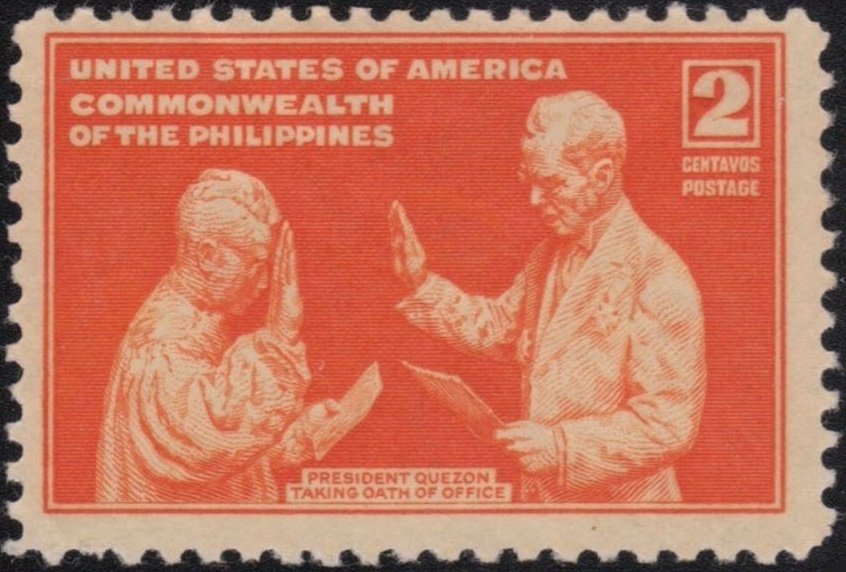 UNITED STATES OF AMERICA
COMMONWEALTH
OF THE PHILIPPINES
2
CENTAVOS
POSTAGE
PRESIDENT QUEZON
TAKING OATH OF OFFICE